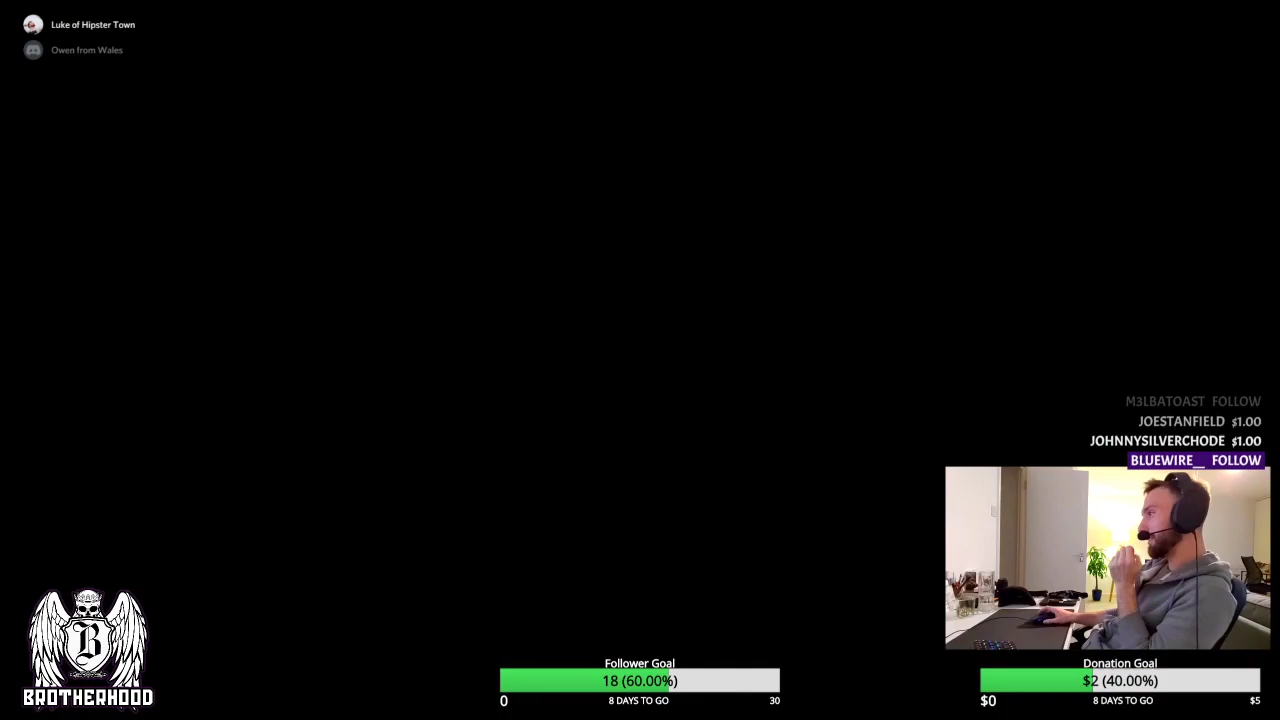 Luke of Hipster Town
Owen from Wales
M3LBATOAST FOLLOW
JOESTANFIELD $1.00
JOHNNYSILVERCHODE $1.00
BLUEWIRE__ FOLLOW
B
BROTHERHOOD
Follower Goal
18 (60.00%)
0 8 DAYS TO GO 30
Donation Goal
$2 (40.00%)
$0 8 DAYS TO GO $5